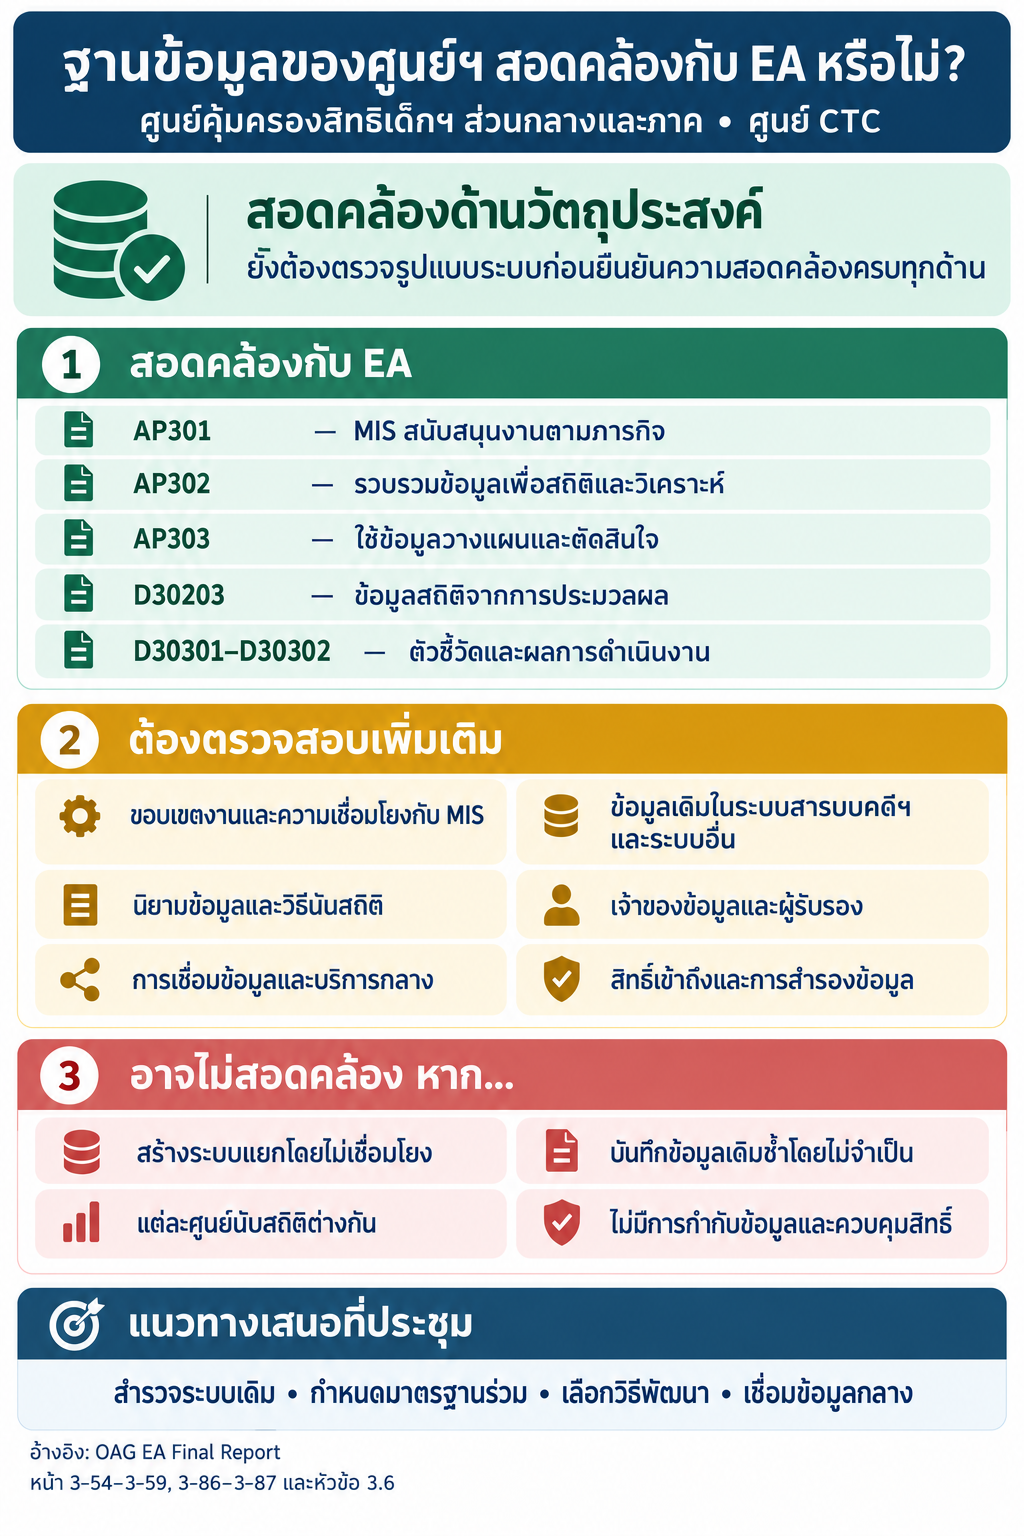 ฐานข้อมูลของศูนย์ฯ สอดคล้องกับ EA หรือไม่?
ศูนย์คุ้มครองสิทธิเด็กฯ ส่วนกลางและภาค • ศูนย์ CTC
สอดคล้องด้านวัตถุประสงค์
ยังต้องตรวจรูปแบบระบบก่อนยืนยันความสอดคล้องครบทุกด้าน
1 สอดคล้องกับ EA
AP301 — MIS สนับสนุนงานตามภารกิจ
AP302 — รวบรวมข้อมูลเพื่อสถิติและวิเคราะห์
AP303 — ใช้ข้อมูลวางแผนและตัดสินใจ
D30203 — ข้อมูลสถิติจากการประมวลผล
D30301–D30302 — ตัวชี้วัดและผลการดำเนินงาน
2 ต้องตรวจสอบเพิ่มเติม
ขอบเขตงานและความเชื่อมโยงกับ MIS
ข้อมูลเดิมในระบบสารบบคดีฯ
และระบบอื่น
นิยามข้อมูลและวิธีนับสถิติ
เจ้าของข้อมูลและผู้รับรอง
การเชื่อมข้อมูลและบริการกลาง
สิทธิ์เข้าถึงและการสำรองข้อมูล
3 อาจไม่สอดคล้อง หาก...
สร้างระบบแยกโดยไม่เชื่อมโยง
บันทึกข้อมูลเดิมซ้ำโดยไม่จำเป็น
แต่ละศูนย์นับสถิติต่างกัน
ไม่มีการกำกับข้อมูลและควบคุมสิทธิ์
แนวทางเสนอที่ประชุม
สำรวจระบบเดิม • กำหนดมาตรฐานร่วม • เลือกวิธีพัฒนา • เชื่อมข้อมูลกลาง
อ้างอิง: OAG EA Final Report
หน้า 3-54–3-59, 3-86–3-87 และหัวข้อ 3.6